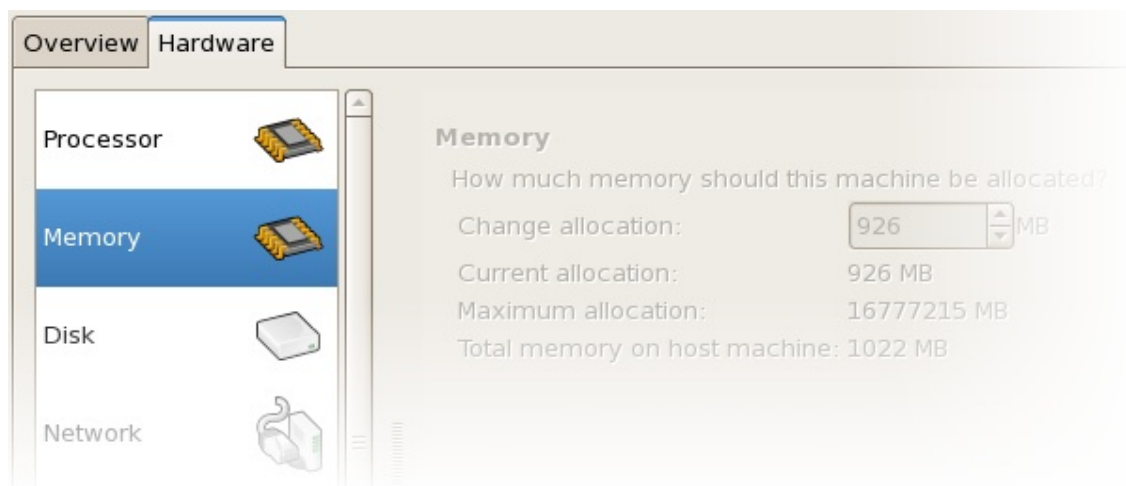 Overview Hardware
Processor
Memory
Disk
Network
Memory
How much memory should this machine be allocated?
Change allocation: 926 MB
Current allocation: 926 MB
Maximum allocation: 16777215 MB
Total memory on host machine: 1022 MB